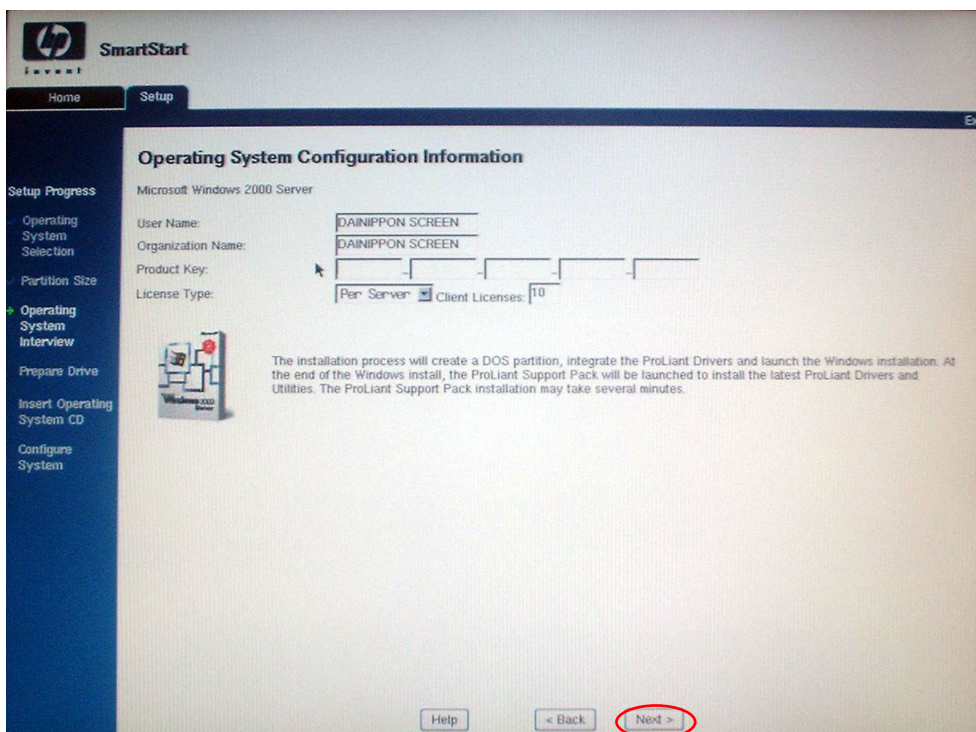 hp
invent
SmartStart
Home
Setup
Ex
Operating System Configuration Information
Setup Progress
Microsoft Windows 2000 Server
Operating
System
Selection
Partition Size
Operating
System
Interview
Prepare Drive
Insert Operating
System CD
Configure
System
User Name: DAINIPPON SCREEN
Organization Name: DAINIPPON SCREEN
Product Key: - - - -
License Type: Per Server Client Licenses: 10
Windows 2000
Server
The installation process will create a DOS partition, integrate the ProLiant Drivers and launch the Windows installation. At
the end of the Windows install, the ProLiant Support Pack will be launched to install the latest ProLiant Drivers and
Utilities. The ProLiant Support Pack installation may take several minutes.
Help
< Back
Next >